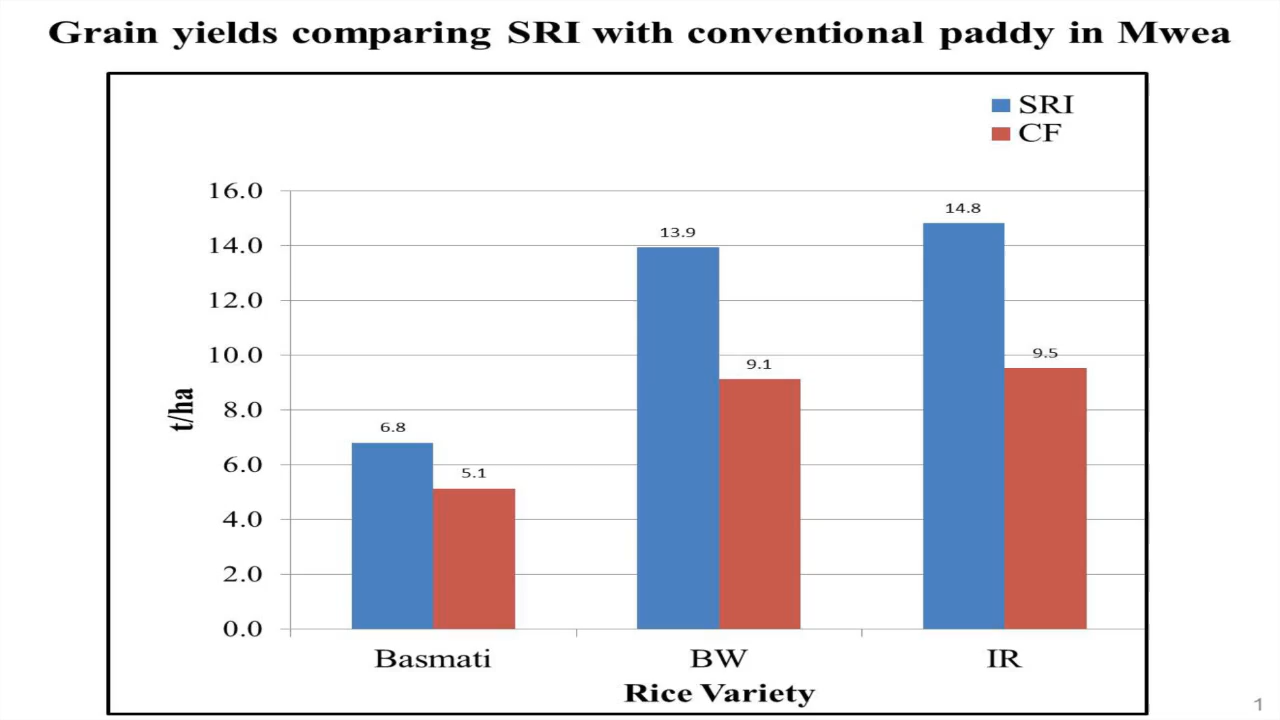 Grain yields comparing SRI with conventional paddy in Mwea
SRI
CF
16.0
14.0
12.0
10.0
8.0
6.0
4.0
2.0
0.0
t/ha
6.8
5.1
13.9
9.1
14.8
9.5
Basmati
BW
IR
Rice Variety
1